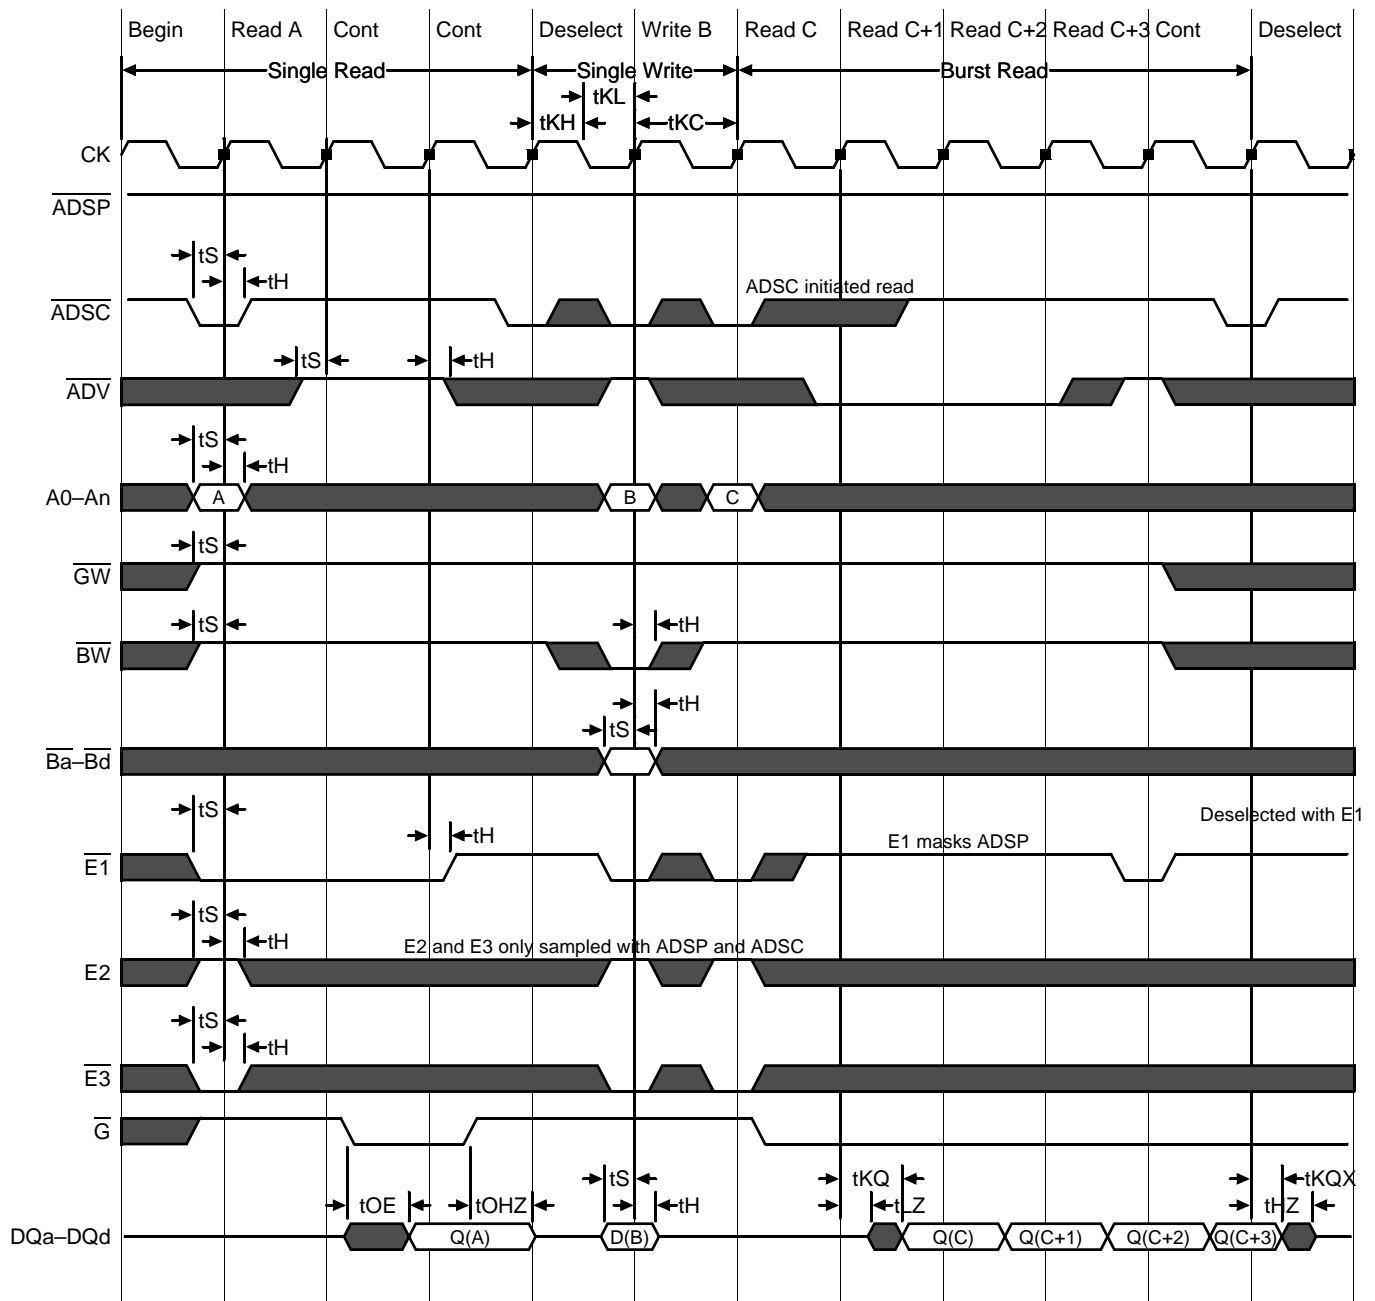 Begin Read A Cont Cont Deselect Write B Read C Read C+1 Read C+2 Read C+3 Cont Deselect
Single Read Single Write Burst Read
tKL
tKH tKC
CK
ADSP
tS
tH
ADSC initiated read
ADSC
tS tH
ADV
tS
tH
A0–An A B C
tS
GW
tS tH
BW
tH
tS
Ba–Bd
tS
Deselected with E1
tH
E1 masks ADSP
E1
tS
tH
E2 and E3 only sampled with ADSP and ADSC
E2
tS
tH
E3
G
tS tKQ tKQX
tOE tOHZ tH tLZ tHZ
DQa–DQd Q(A) D(B) Q(C) Q(C+1) Q(C+2) Q(C+3)